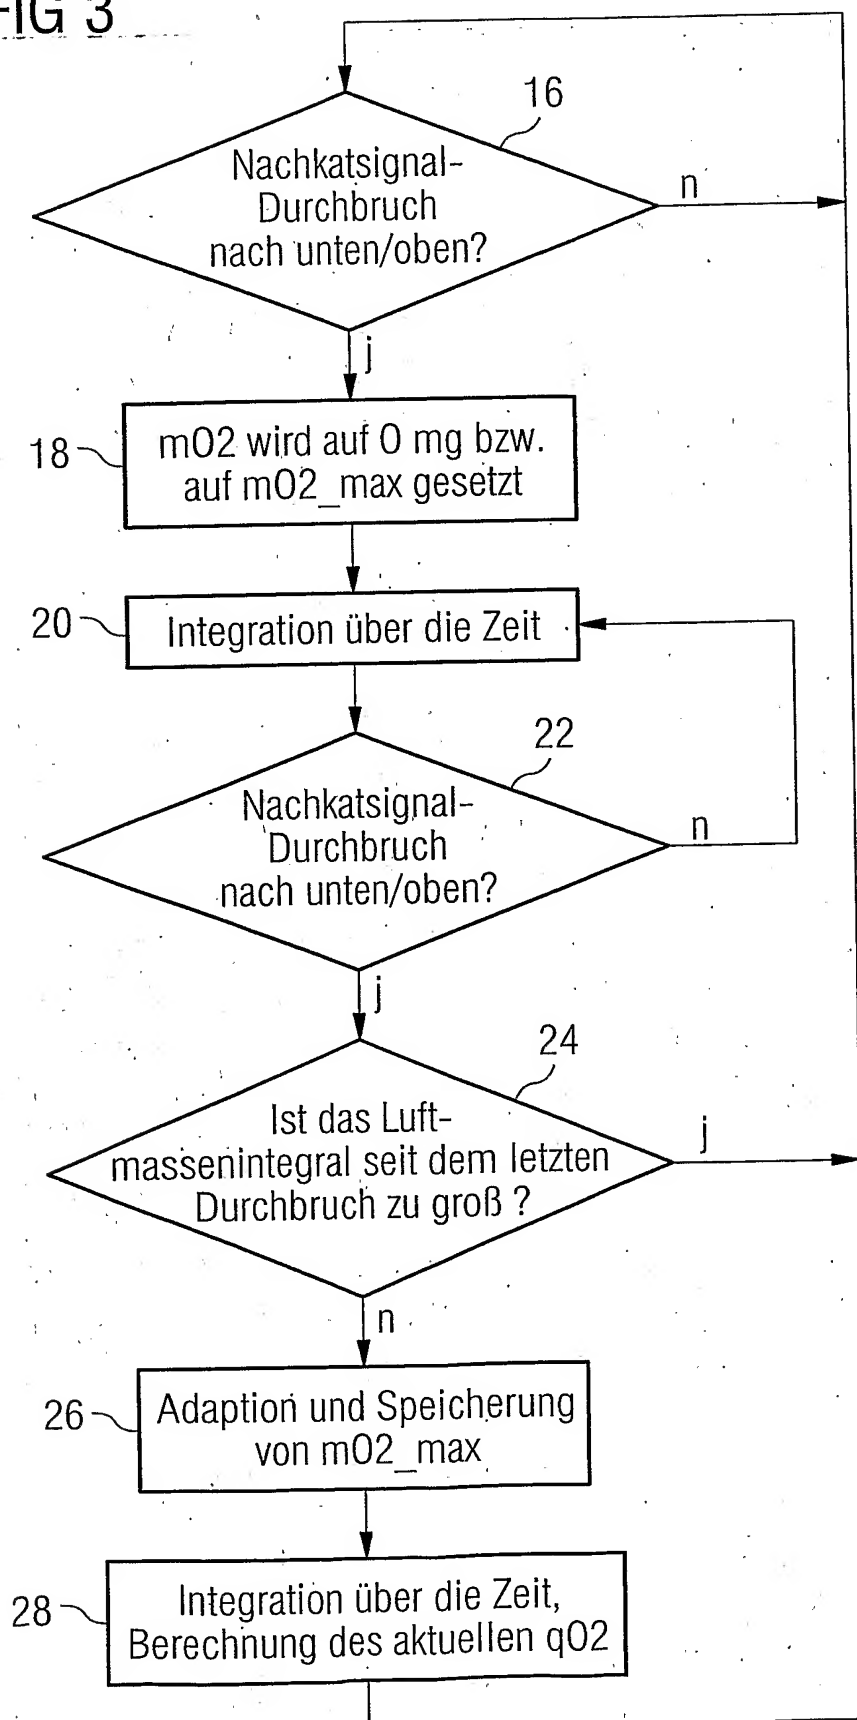 FIG 3
16
Nachkatsignal-
Durchbruch
nach unten/oben?
n
j
18
mO2 wird auf 0 mg bzw.
auf mO2_max gesetzt
20
Integration über die Zeit
22
Nachkatsignal-
Durchbruch
nach unten/oben?
n
j
24
Ist das Luft-
massenintegral seit dem letzten
Durchbruch zu groß ?
j
n
26
Adaption und Speicherung
von mO2_max
28
Integration über die Zeit,
Berechnung des aktuellen qO2